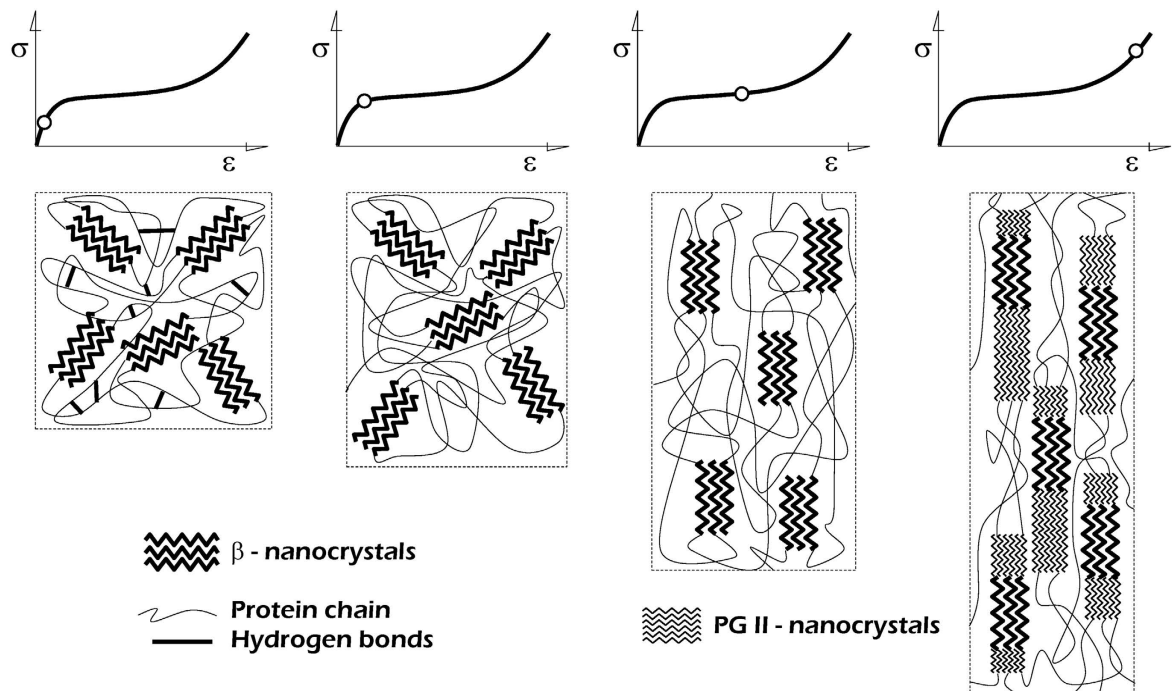 σ
ε
σ
ε
σ
ε
σ
ε
β - nanocrystals
Protein chain
Hydrogen bonds
PG II - nanocrystals